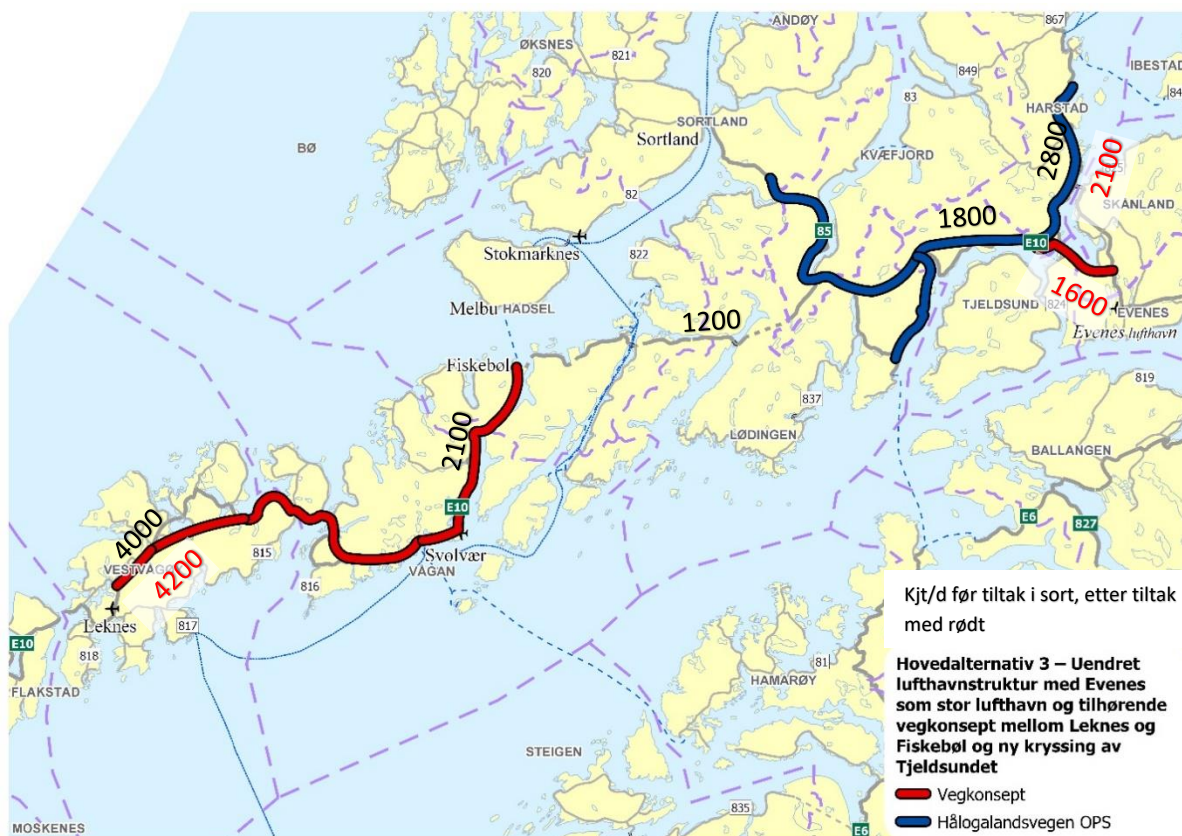 ANDØY
867
ØKSNES
821
820
849
IBESTAD
84
HARSTAD
83
SORTLAND
Sortland
BØ
KVÆFJORD
2800
2100
82
SKÅNLAND
1800
85
E10
Stokmarknes
822
TJELDSUND
824
1600
EVENES
Evenes lufthavn
Melbu
HADSEL
1200
Fiskebøl
819
837
2100
LØDINGEN
BALLANGEN
E10
E6
827
4000
815
Svolvær
VÅGAN
4200
816
Leknes
817
E10
818
FLAKSTAD
81
HAMARØY
STEIGEN
835
E6
MOSKENES
Kjt/d før tiltak i sort, etter tiltak
med rødt
Hovedalternativ 3 – Uendret
lufthavnstruktur med Evenes
som stor lufthavn og tilhørende
vegkonsept mellom Leknes og
Fiskebøl og ny kryssing av
Tjeldsundet
Vegkonsept
Hålogalandsvegen OPS